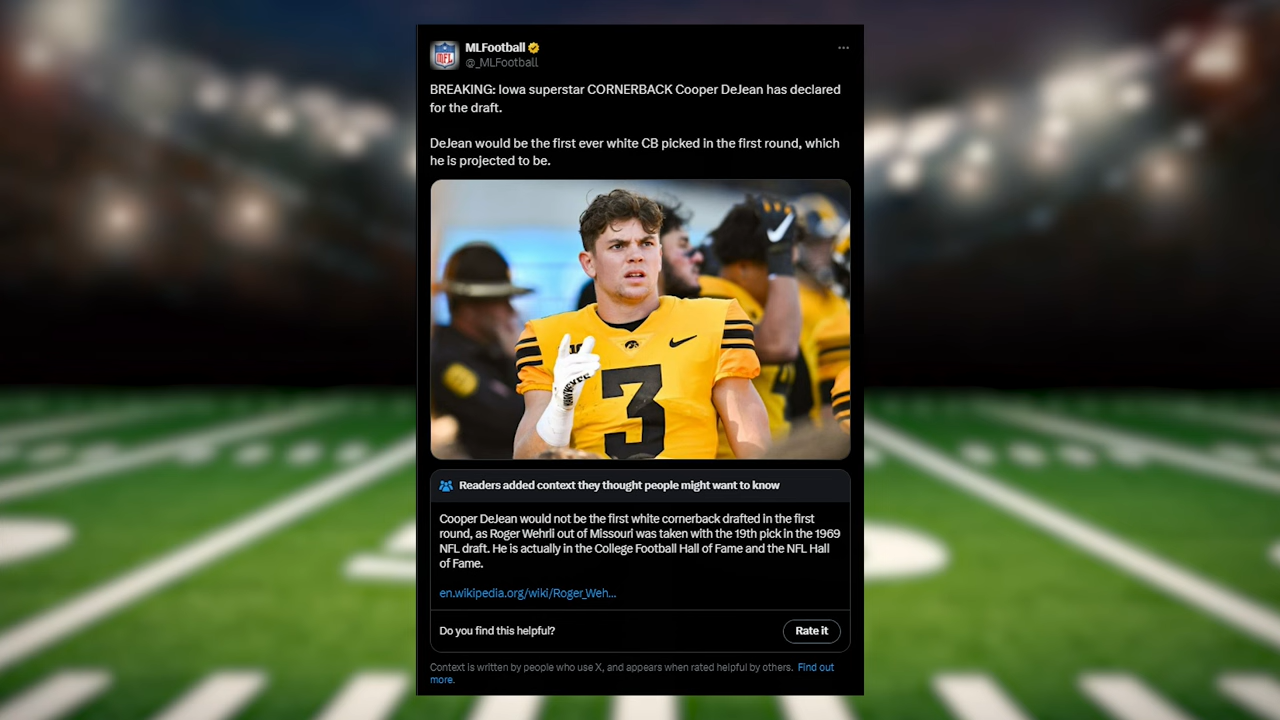 MLFootball
@_MLFootball
BREAKING: Iowa superstar CORNERBACK Cooper DeJean has declared
for the draft.
DeJean would be the first ever white CB picked in the first round, which
he is projected to be.
3
Readers added context they thought people might want to know
Cooper DeJean would not be the first white cornerback drafted in the first
round, as Roger Wehrli out of Missouri was taken with the 19th pick in the 1969
NFL draft. He is actually in the College Football Hall of Fame and the NFL Hall
of Fame.
en.wikipedia.org/wiki/Roger_Weh...
Do you find this helpful?
Rate it
Context is written by people who use X, and appears when rated helpful by others. Find out
more.